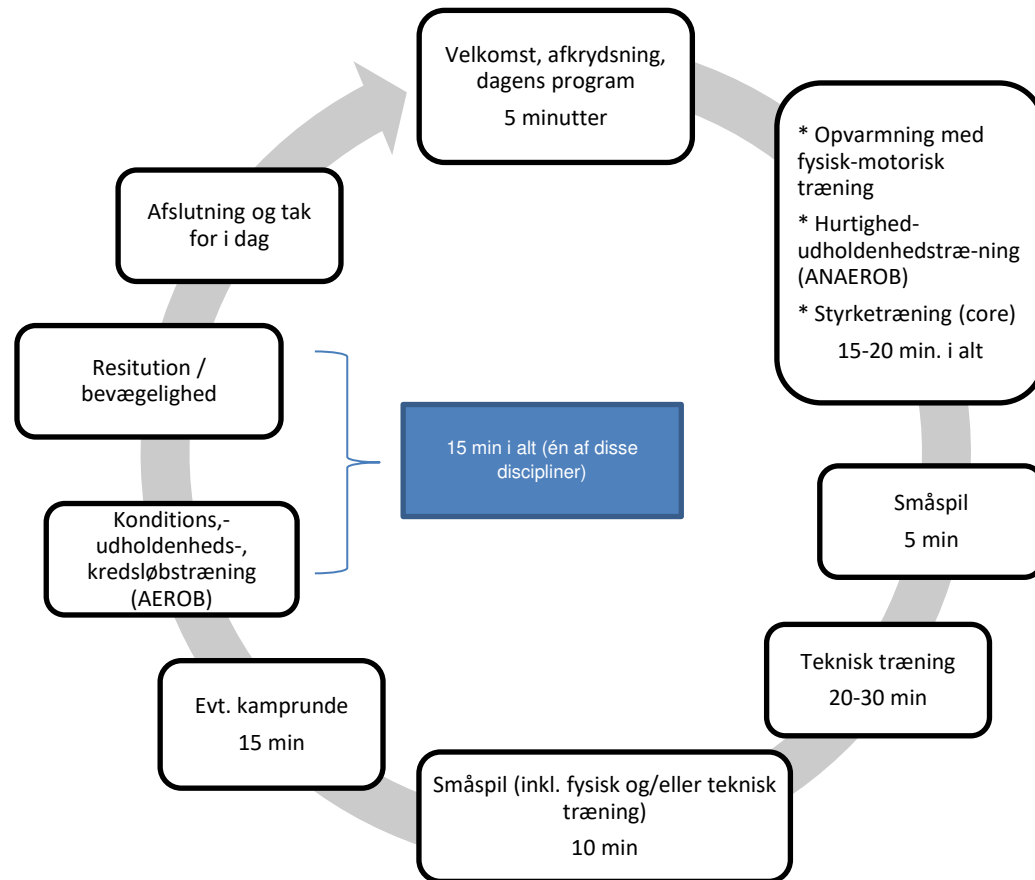 Velkomst, afkrydsning,
dagens program
5 minutter
* Opvarmning med
fysisk-motorisk
træning
* Hurtighed-
udholdenhedstræ-ning
(ANAEROB)
* Styrketræning (core)
15-20 min. i alt
Småspil
5 min
Teknisk træning
20-30 min
Småspil (inkl. fysisk og/eller teknisk
træning)
10 min
Evt. kamprunde
15 min
Konditions,-
udholdenheds-,
kredsløbstræning
(AEROB)
Resitution /
bevægelighed
15 min i alt (én af disse
discipliner)
Afslutning og tak
for i dag